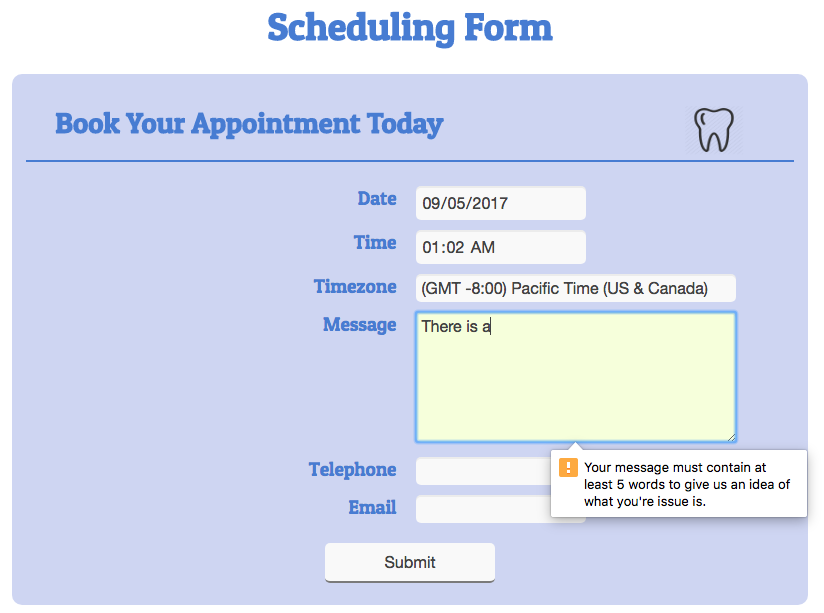 Scheduling Form
Book Your Appointment Today
Date
09/05/2017
Time
01:02 AM
Timezone
(GMT -8:00) Pacific Time (US & Canada)
Message
There is a
Telephone
! Your message must contain at
least 5 words to give us an idea of
what you're issue is.
Email
Submit